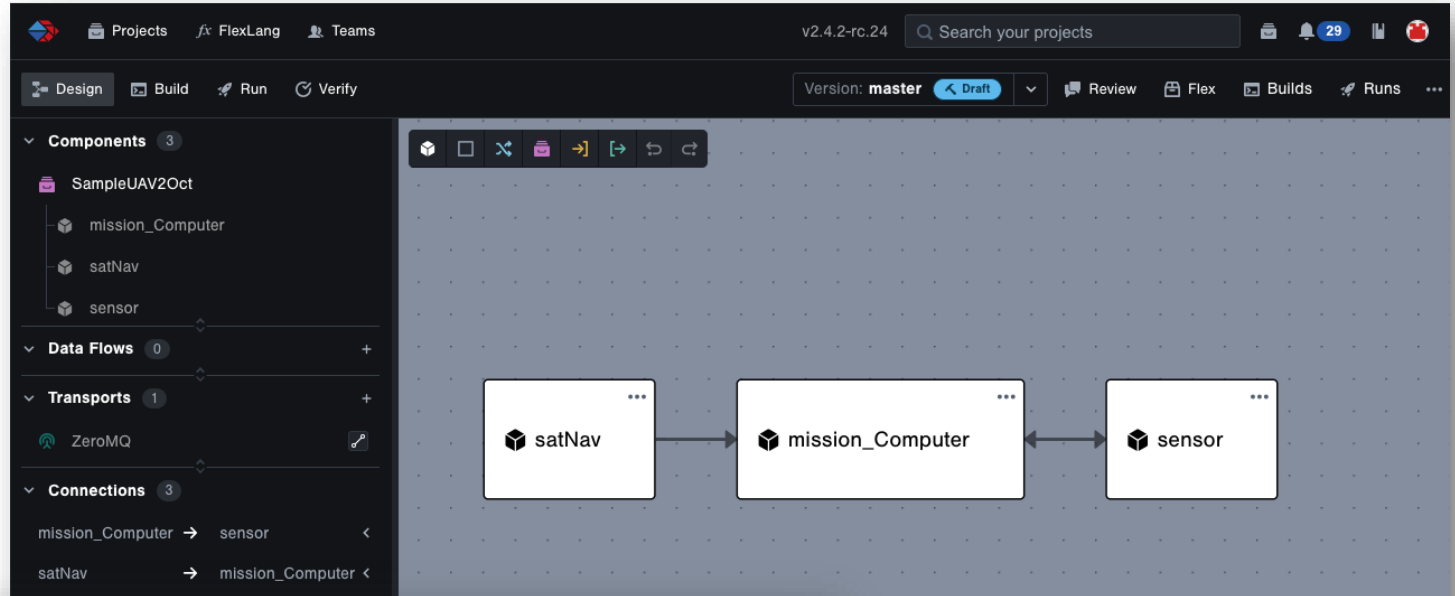 Projects fx FlexLang Teams v2.4.2-rc.24 Search your projects 29
Design Build Run Verify Version: master Draft Review Flex Builds Runs
Components 3
SampleUAV2Oct
mission_Computer
satNav
sensor
Data Flows 0
Transports 1
ZeroMQ
Connections 3
mission_Computer → sensor
satNav → mission_Computer
satNav
mission_Computer
sensor